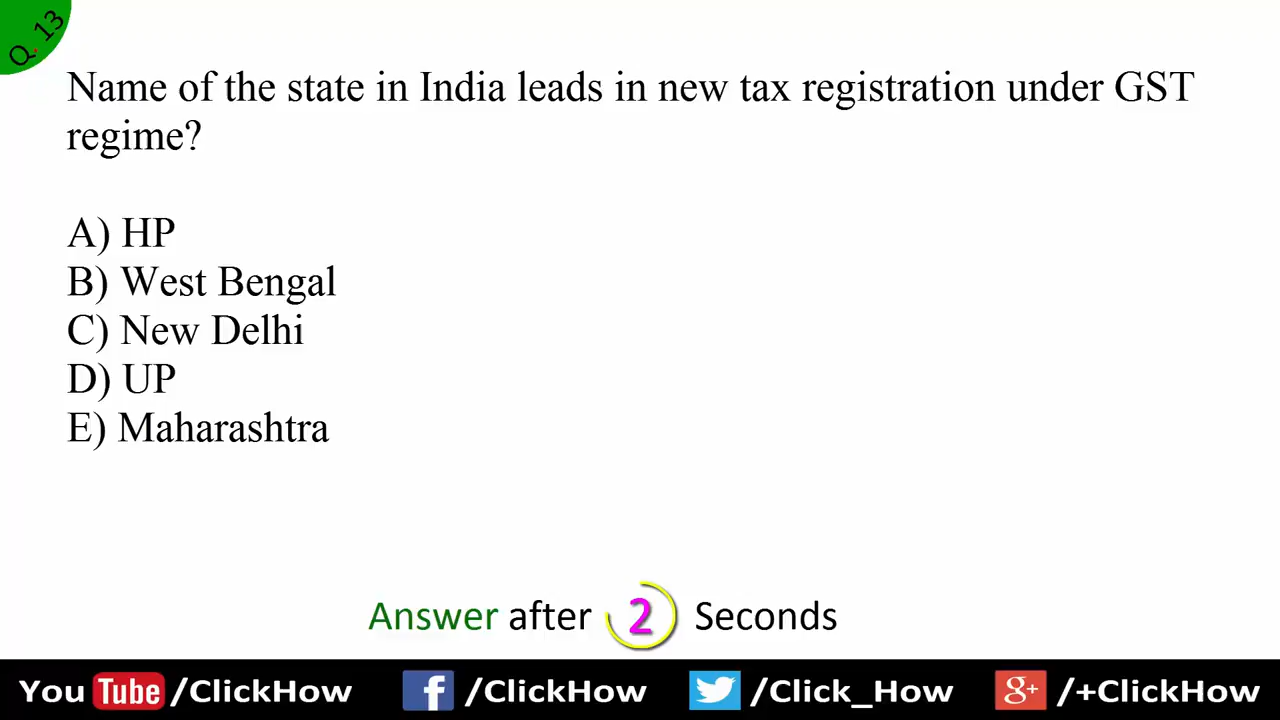 Q. 13
Name of the state in India leads in new tax registration under GST
regime?
A) HP
B) West Bengal
C) New Delhi
D) UP
E) Maharashtra
Answer after 2 Seconds
You Tube /ClickHow f /ClickHow /Click_How g+ /+ClickHow